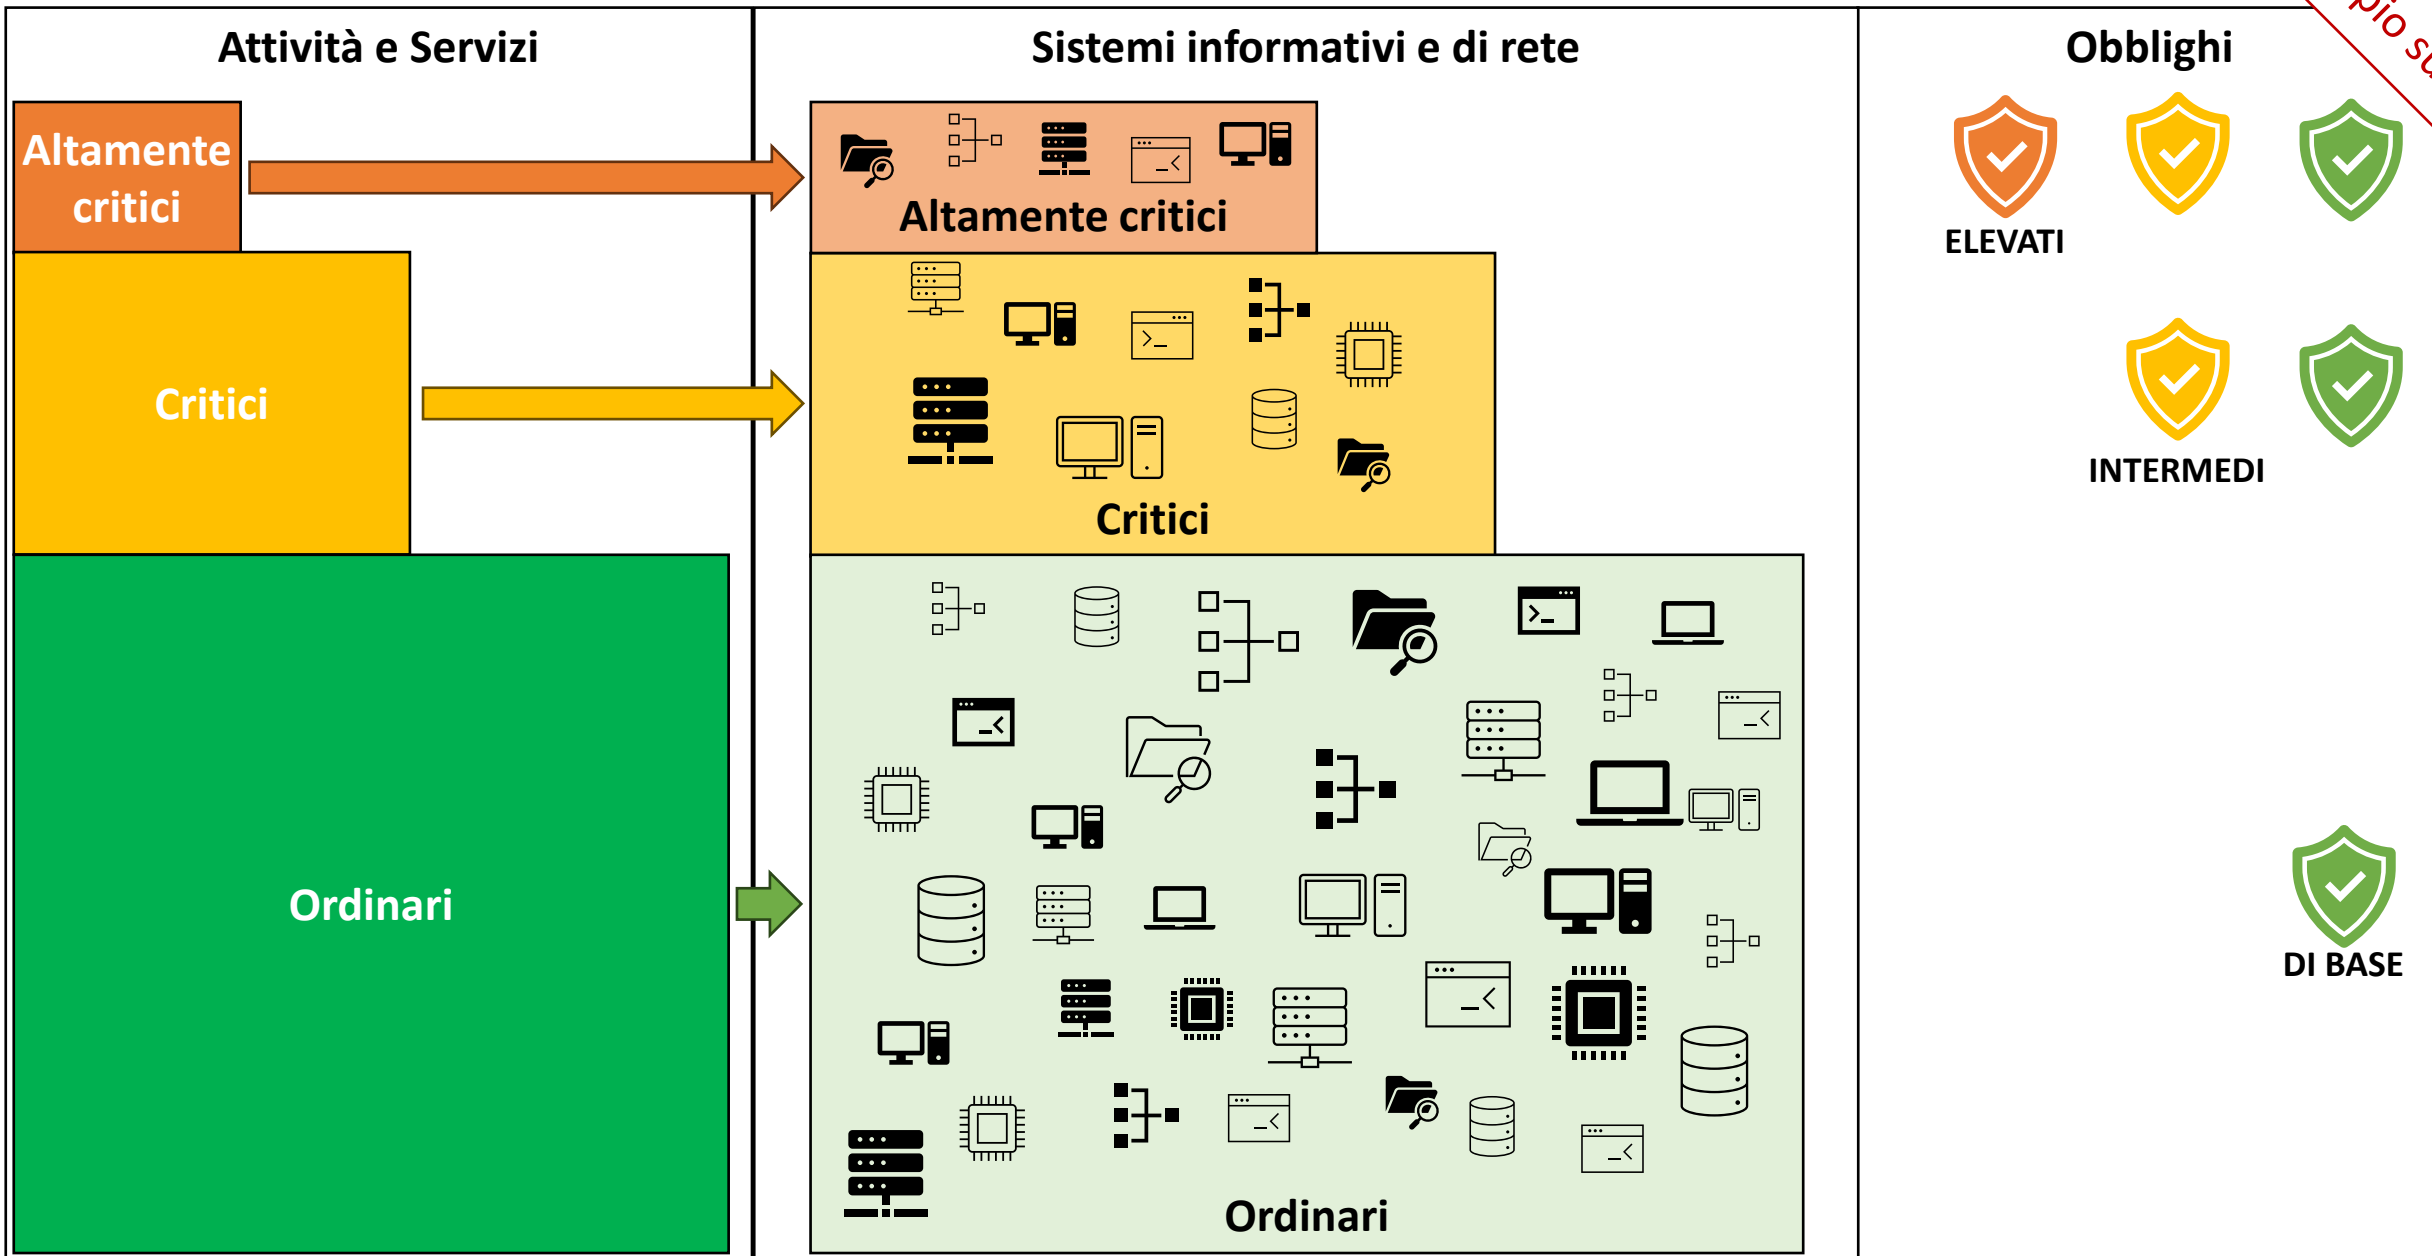 Attività e Servizi
Sistemi informativi e di rete
Obblighi
Altamente
critici
Altamente critici
ELEVATI
Critici
Critici
INTERMEDI
Ordinari
DI BASE
Ordinari